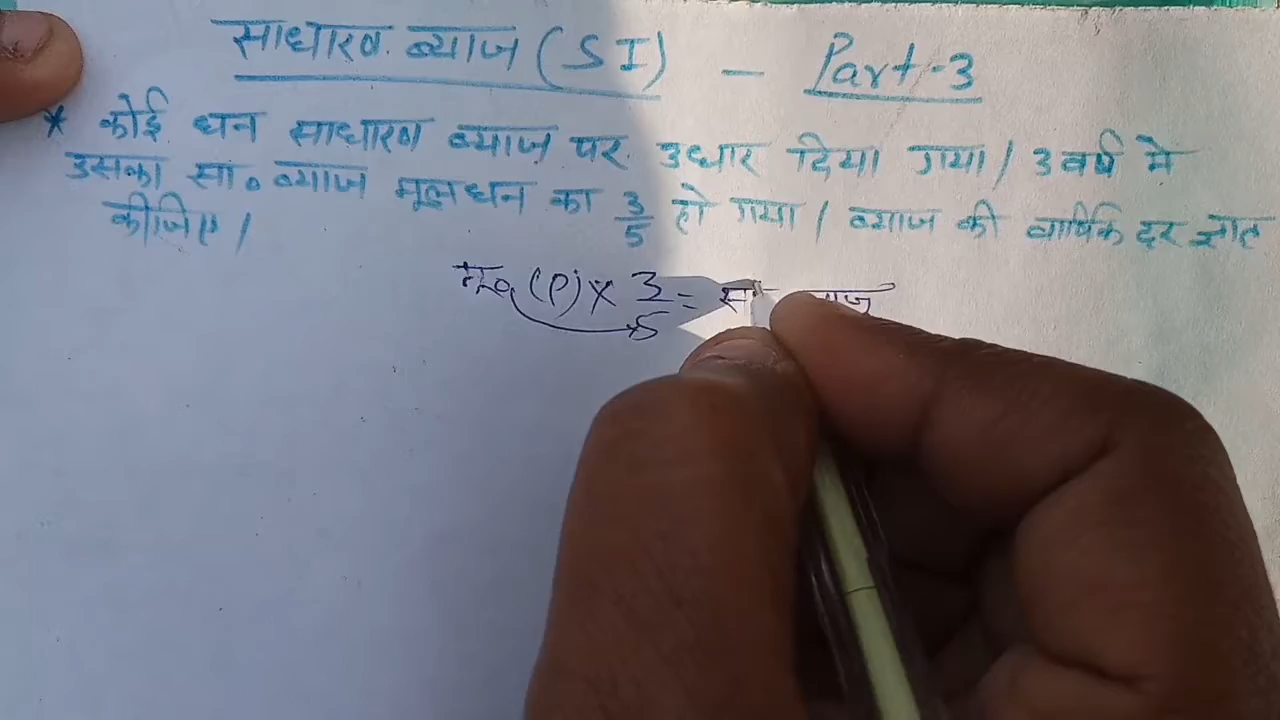 साधारण ब्याज (SI) – Part-3
* कोई धन साधारण ब्याज पर उधार दिया गया। 3 वर्ष मे
उसका सा० ब्याज मूलधन का 3/5 हो गया। ब्याज की वार्षिक दर ज्ञात
कीजिए।
(P) × 3/5 =